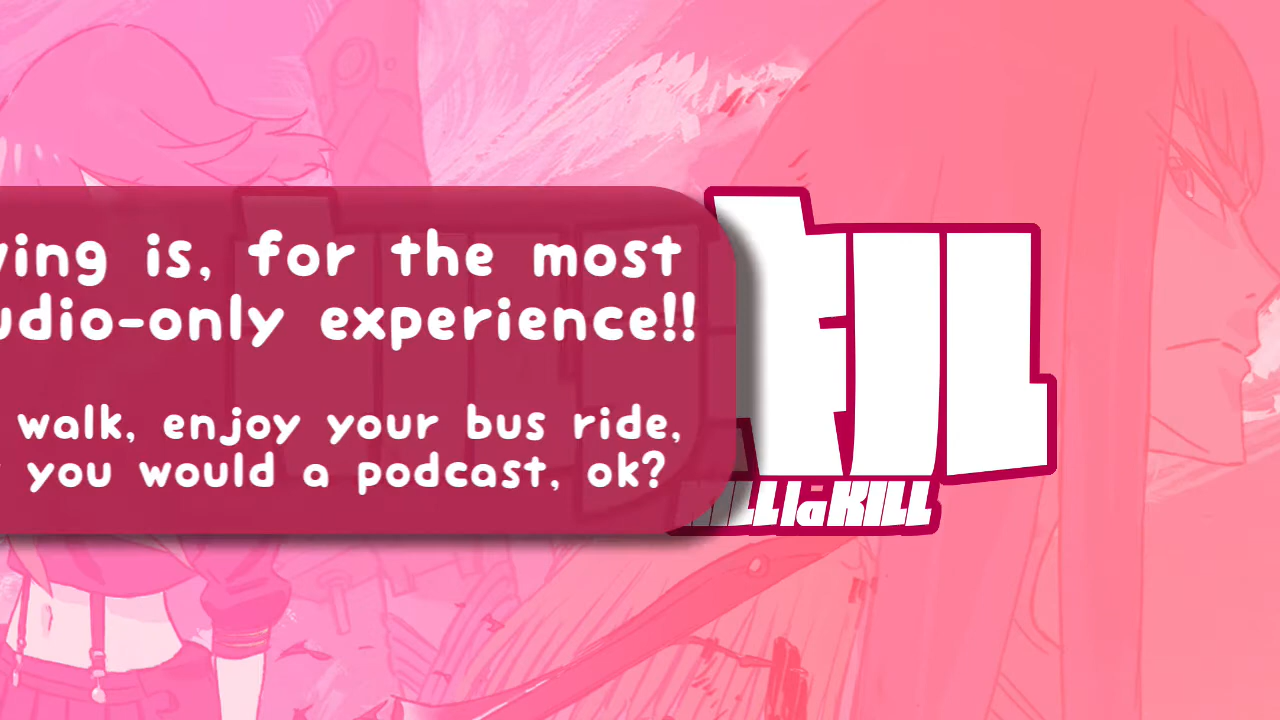 ing is, for the most
udio-only experience!!
walk, enjoy your bus ride,
you would a podcast, ok?
KILL la KILL